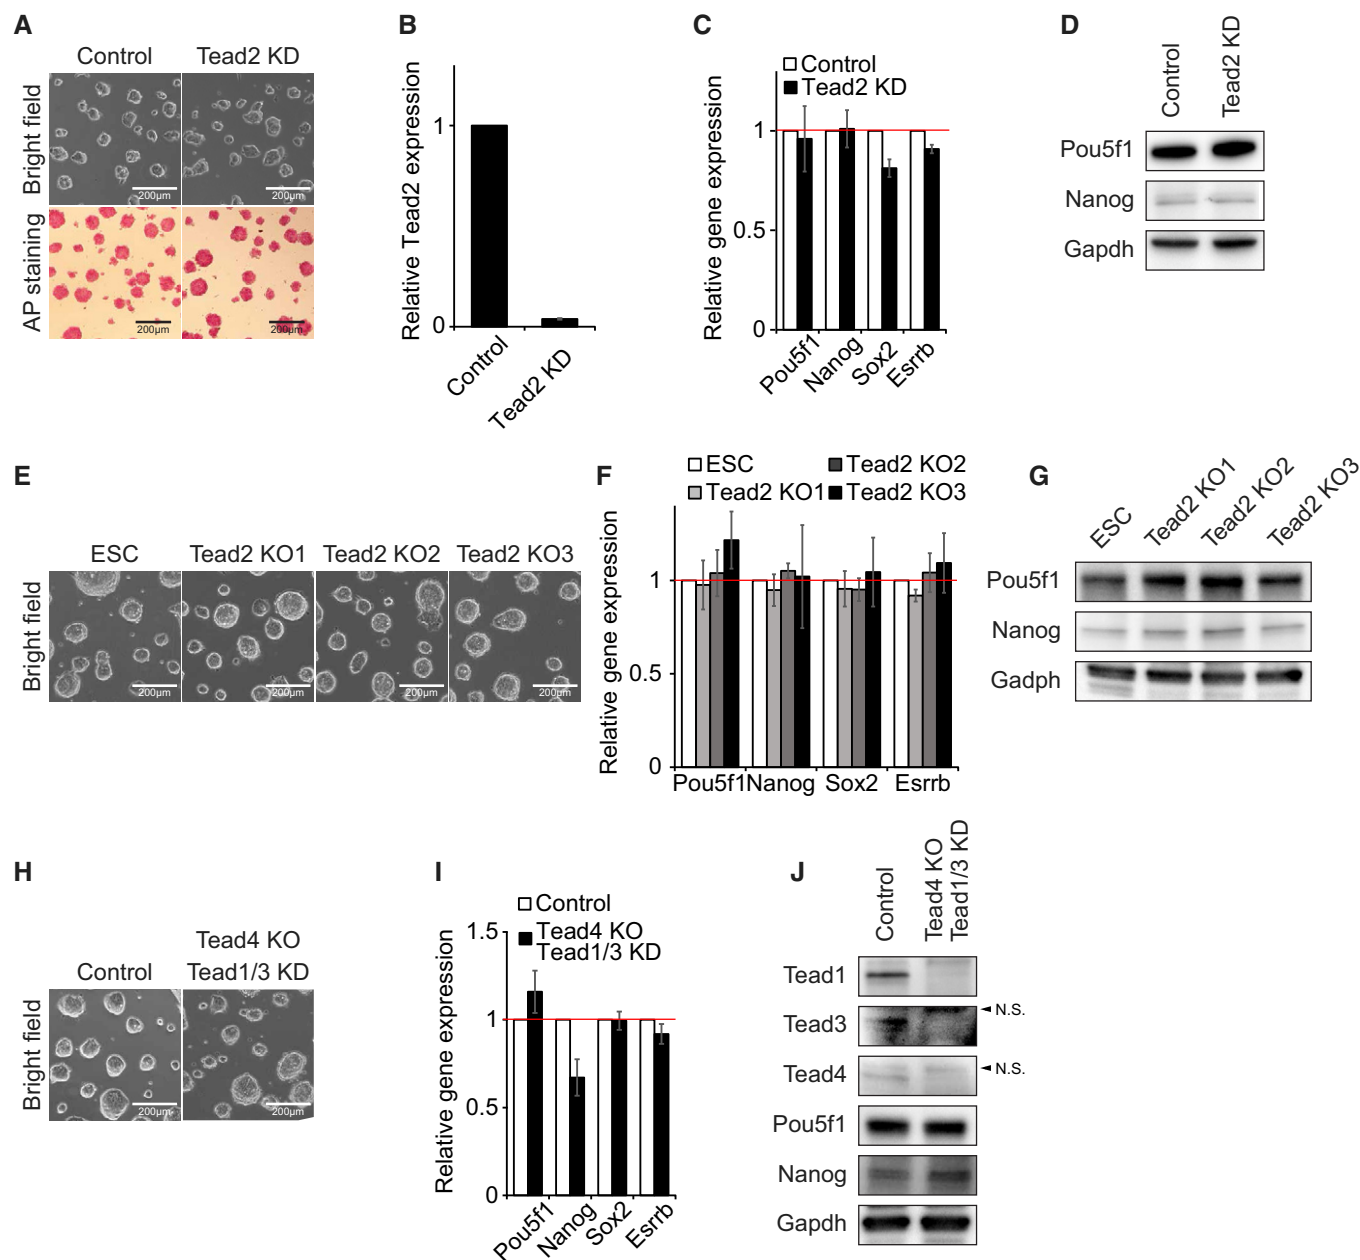 A
Control
Tead2 KD
Bright field
200µm
200µm
AP staining
200µm
200µm
B
Relative Tead2 expression
1
0
Control
Tead2 KD
C
Control
Tead2 KD
Relative gene expression
1
0.5
0
Pou5f1
Nanog
Sox2
Esrrb
D
Control
Tead2 KD
Pou5f1
Nanog
Gapdh
E
ESC
Tead2 KO1
Tead2 KO2
Tead2 KO3
Bright field
200µm
200µm
200µm
200µm
F
ESC
Tead2 KO2
Tead2 KO1
Tead2 KO3
Relative gene expression
1
0.5
0
Pou5f1
Nanog
Sox2
Esrrb
G
ESC
Tead2 KO1
Tead2 KO2
Tead2 KO3
Pou5f1
Nanog
Gadph
H
Control
Tead4 KO
Tead1/3 KD
Bright field
200µm
200µm
I
Control
Tead4 KO
Tead1/3 KD
Relative gene expression
1.5
1
0.5
0
Pou5f1
Nanog
Sox2
Esrrb
J
Control
Tead4 KO
Tead1/3 KD
Tead1
Tead3
N.S.
Tead4
N.S.
Pou5f1
Nanog
Gapdh